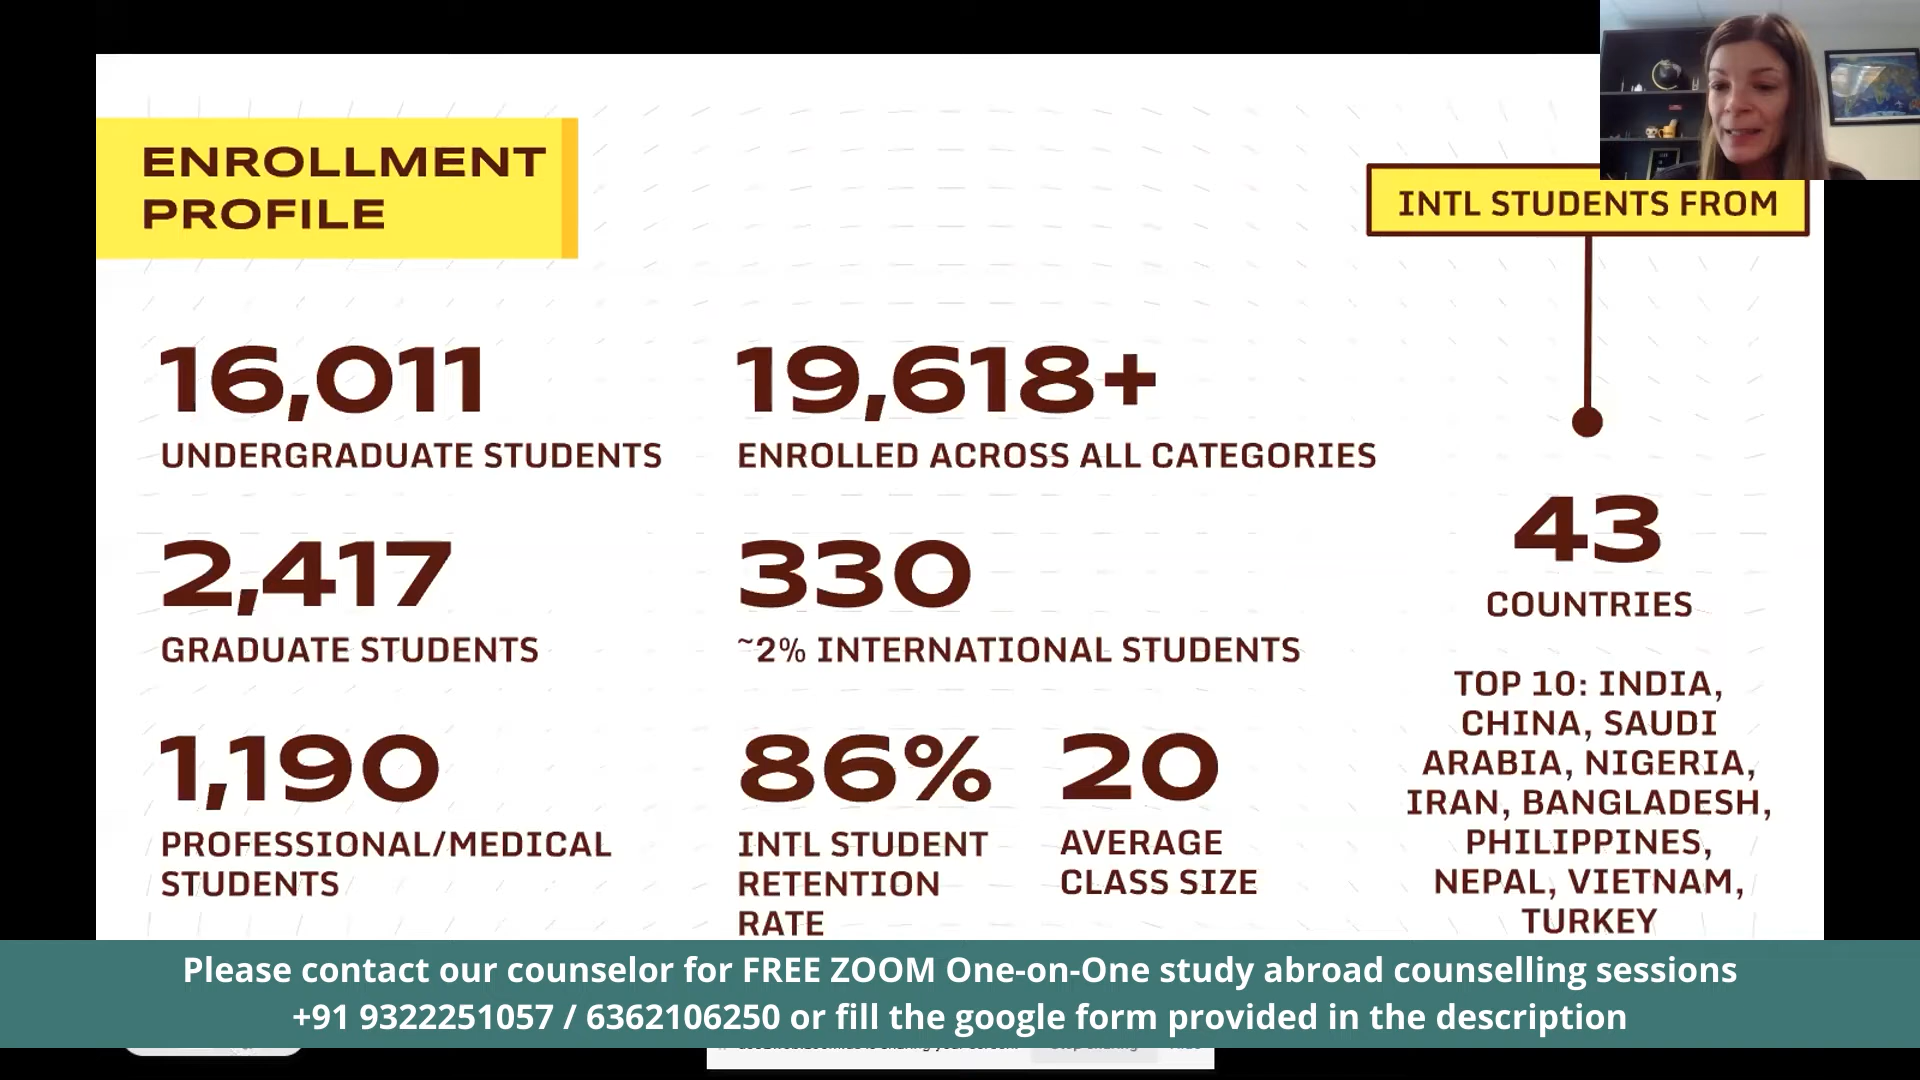 ENROLLMENT
PROFILE
INTL STUDENTS FROM
16,011
UNDERGRADUATE STUDENTS
19,618+
ENROLLED ACROSS ALL CATEGORIES
2,417
GRADUATE STUDENTS
330
~2% INTERNATIONAL STUDENTS
1,190
PROFESSIONAL/MEDICAL
STUDENTS
86%
INTL STUDENT
RETENTION
RATE
20
AVERAGE
CLASS SIZE
43
COUNTRIES
TOP 10: INDIA,
CHINA, SAUDI
ARABIA, NIGERIA,
IRAN, BANGLADESH,
PHILIPPINES,
NEPAL, VIETNAM,
TURKEY
Please contact our counselor for FREE ZOOM One-on-One study abroad counselling sessions
+91 9322251057 / 6362106250 or fill the google form provided in the description